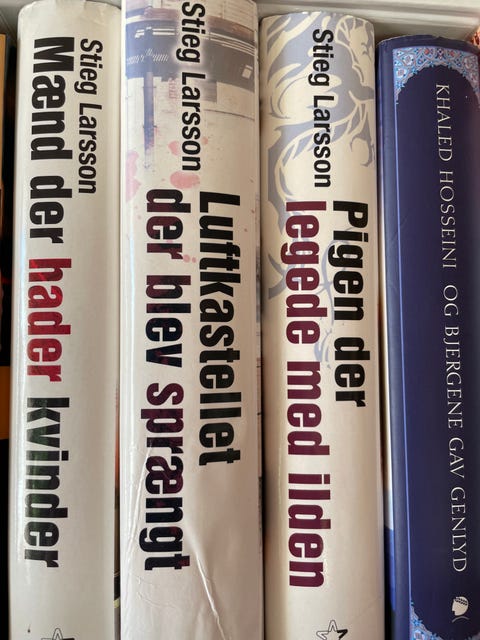 Stieg Larsson
Mænd der hader kvinder
Stieg Larsson
Luftkastellet
der blev sprængt
Stieg Larsson
Pigen der
legede med ilden
KHALED HOSSEINI OG BJERGENE GAV GENLYD